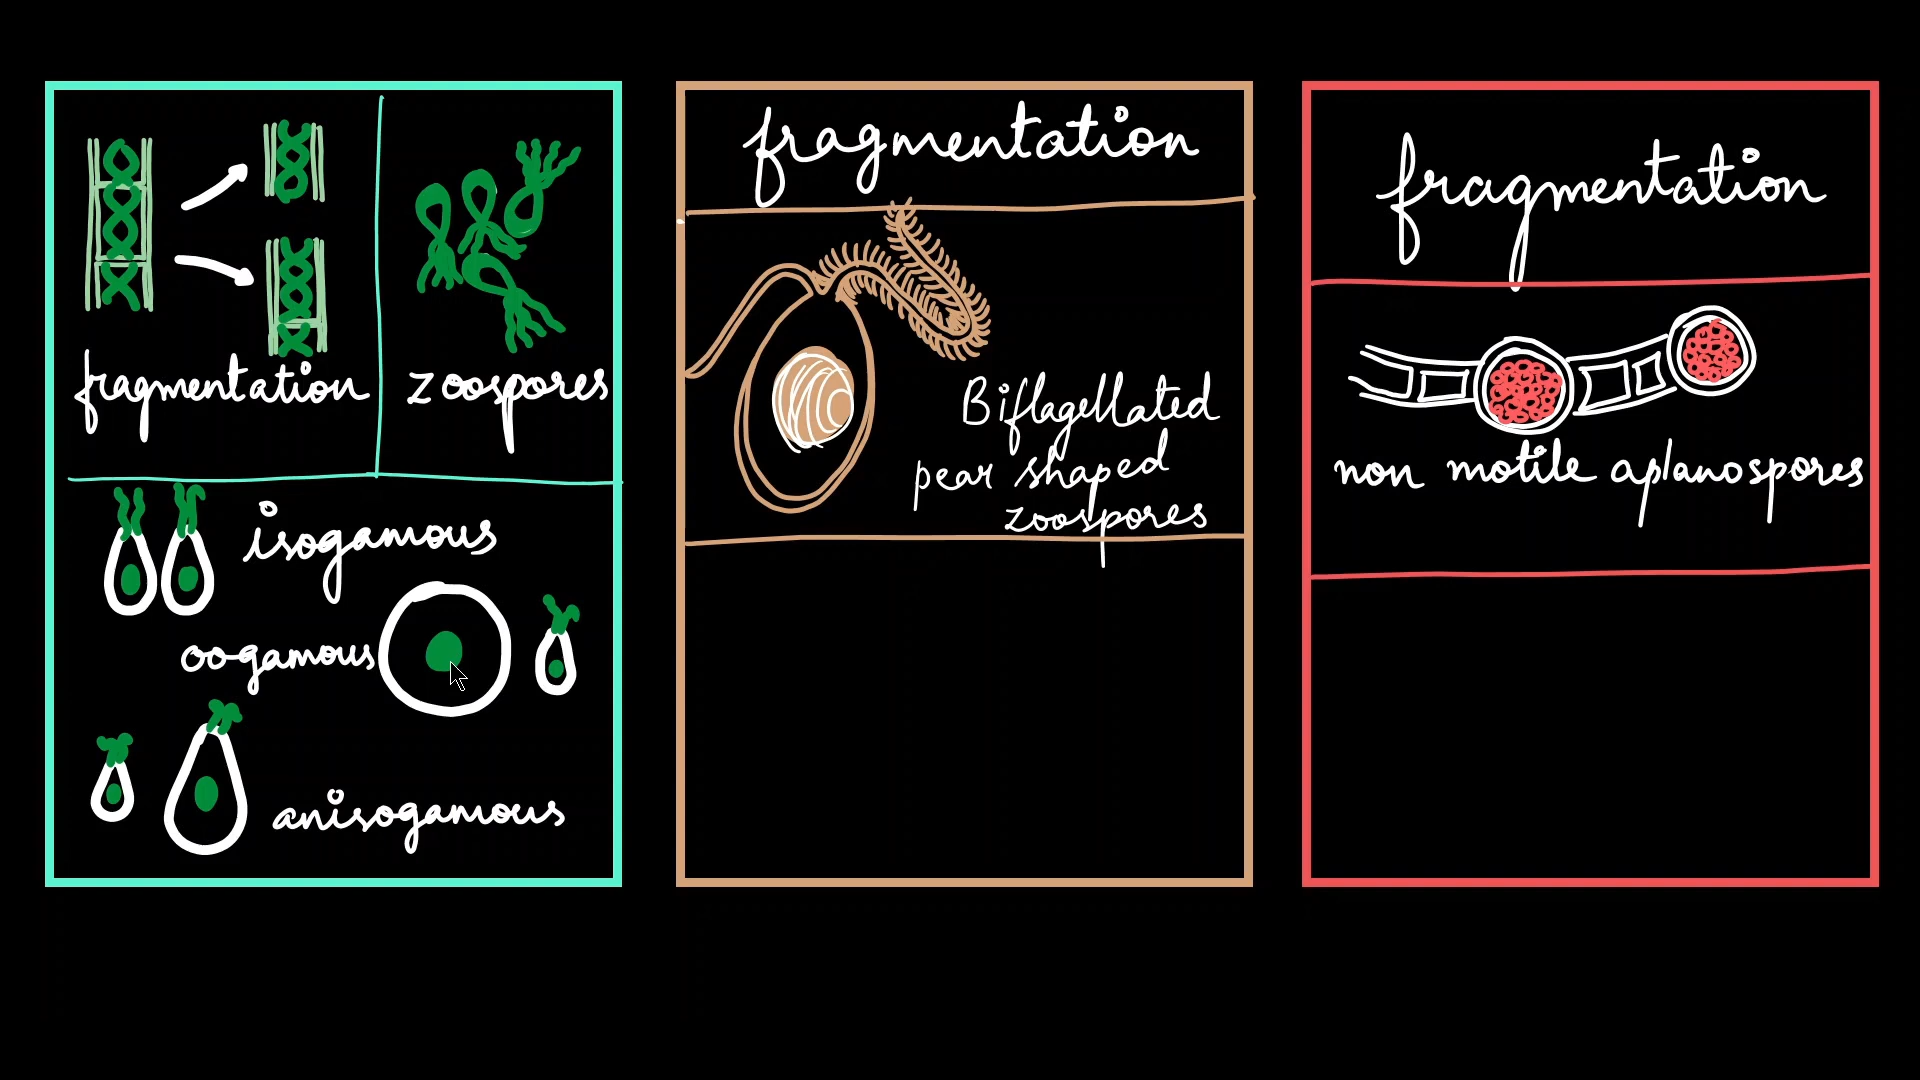 fragmentation
zoospores
isogamous
oogamous
anisogamous
fragmentation
Biflagellated
pear shaped
zoospores
fragmentation
non motile aplanospores